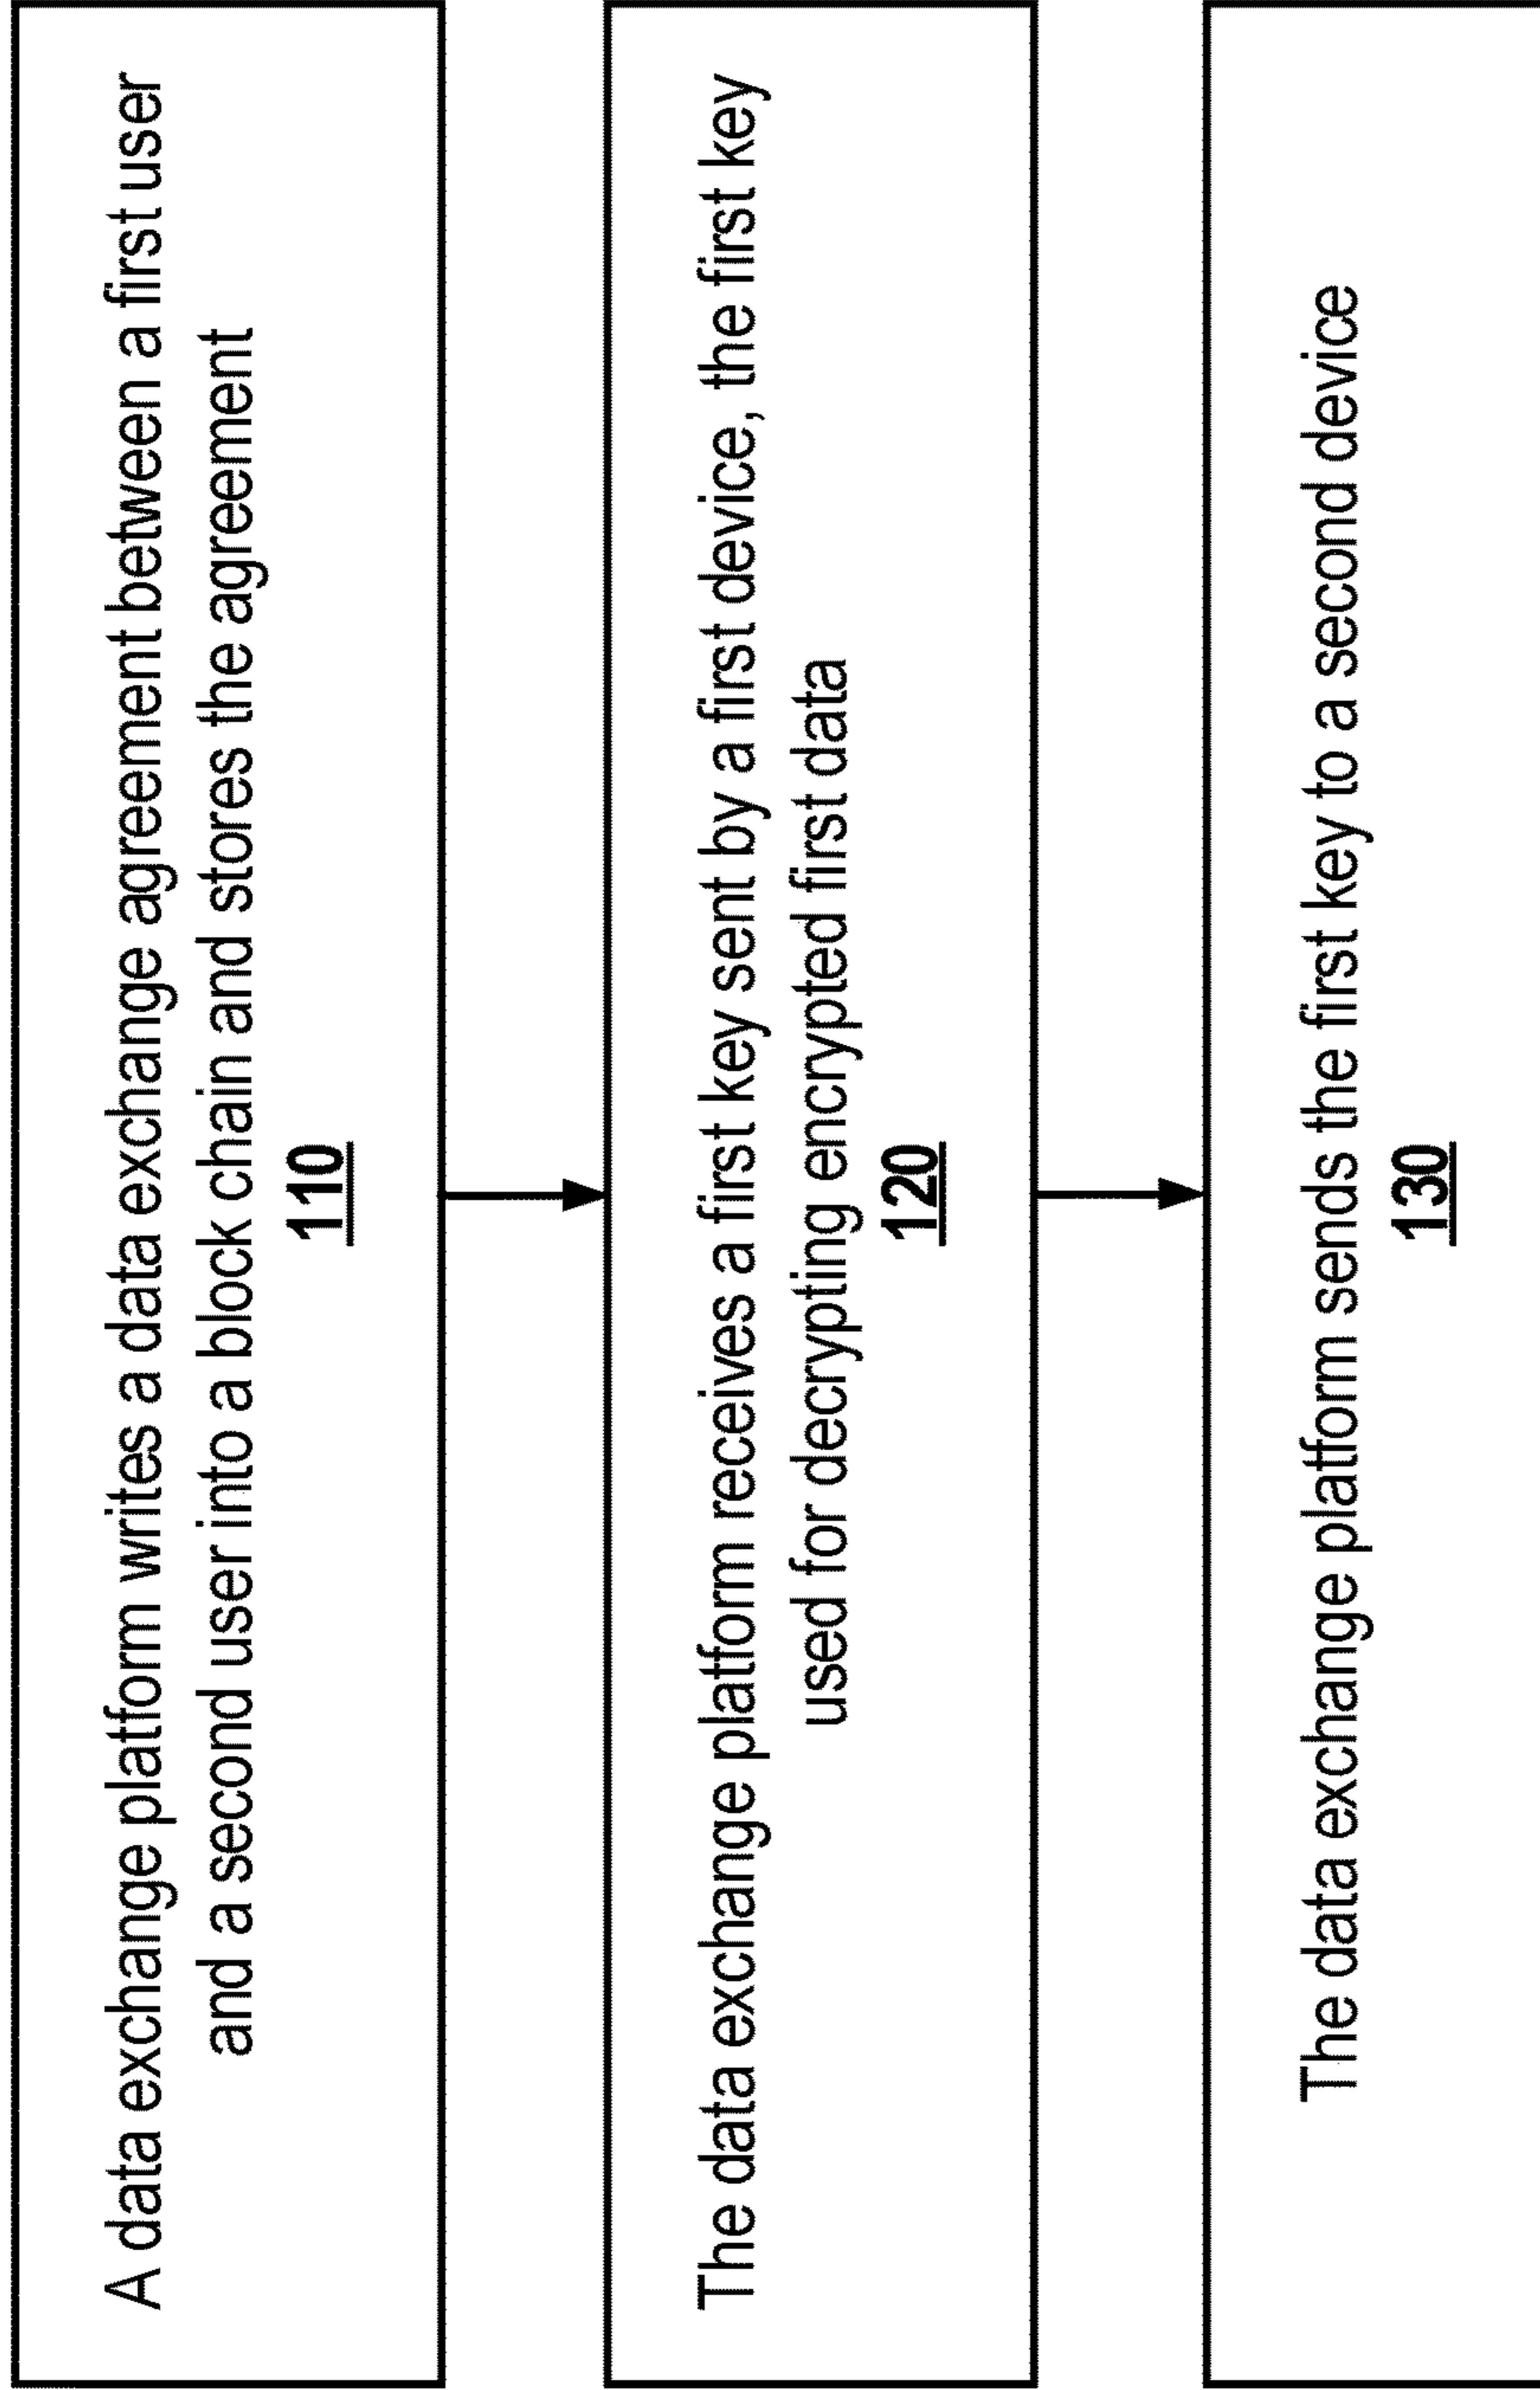 A data exchange platform writes a data exchange agreement between a first user
and a second user into a block chain and stores the agreement
110
The data exchange platform receives a first key sent by a first device, the first key
used for decrypting encrypted first data
120
The data exchange platform sends the first key to a second device
130